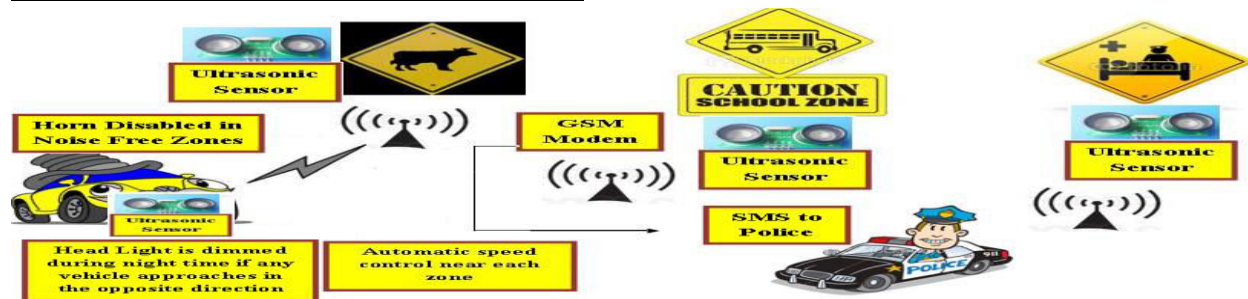 Ultrasonic
Sensor
Horn Disabled in
Noise Free Zones
Ultrasonic
Sensor
Head Light is dimmed
during night time if any
vehicle approaches in
the opposite direction
Automatic speed
control near each
zone
GSM
Modem
CAUTION
SCHOOL ZONE
Ultrasonic
Sensor
SMS to
Police
POLICE
911
Ultrasonic
Sensor